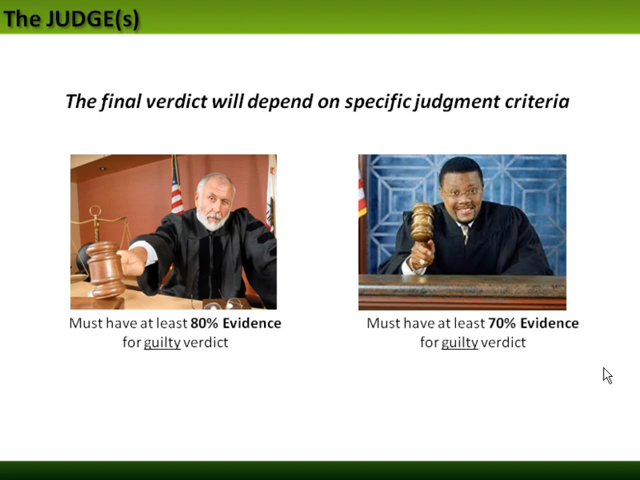 The JUDGE(s)
The final verdict will depend on specific judgment criteria
Must have at least 80% Evidence
for guilty verdict
Must have at least 70% Evidence
for guilty verdict